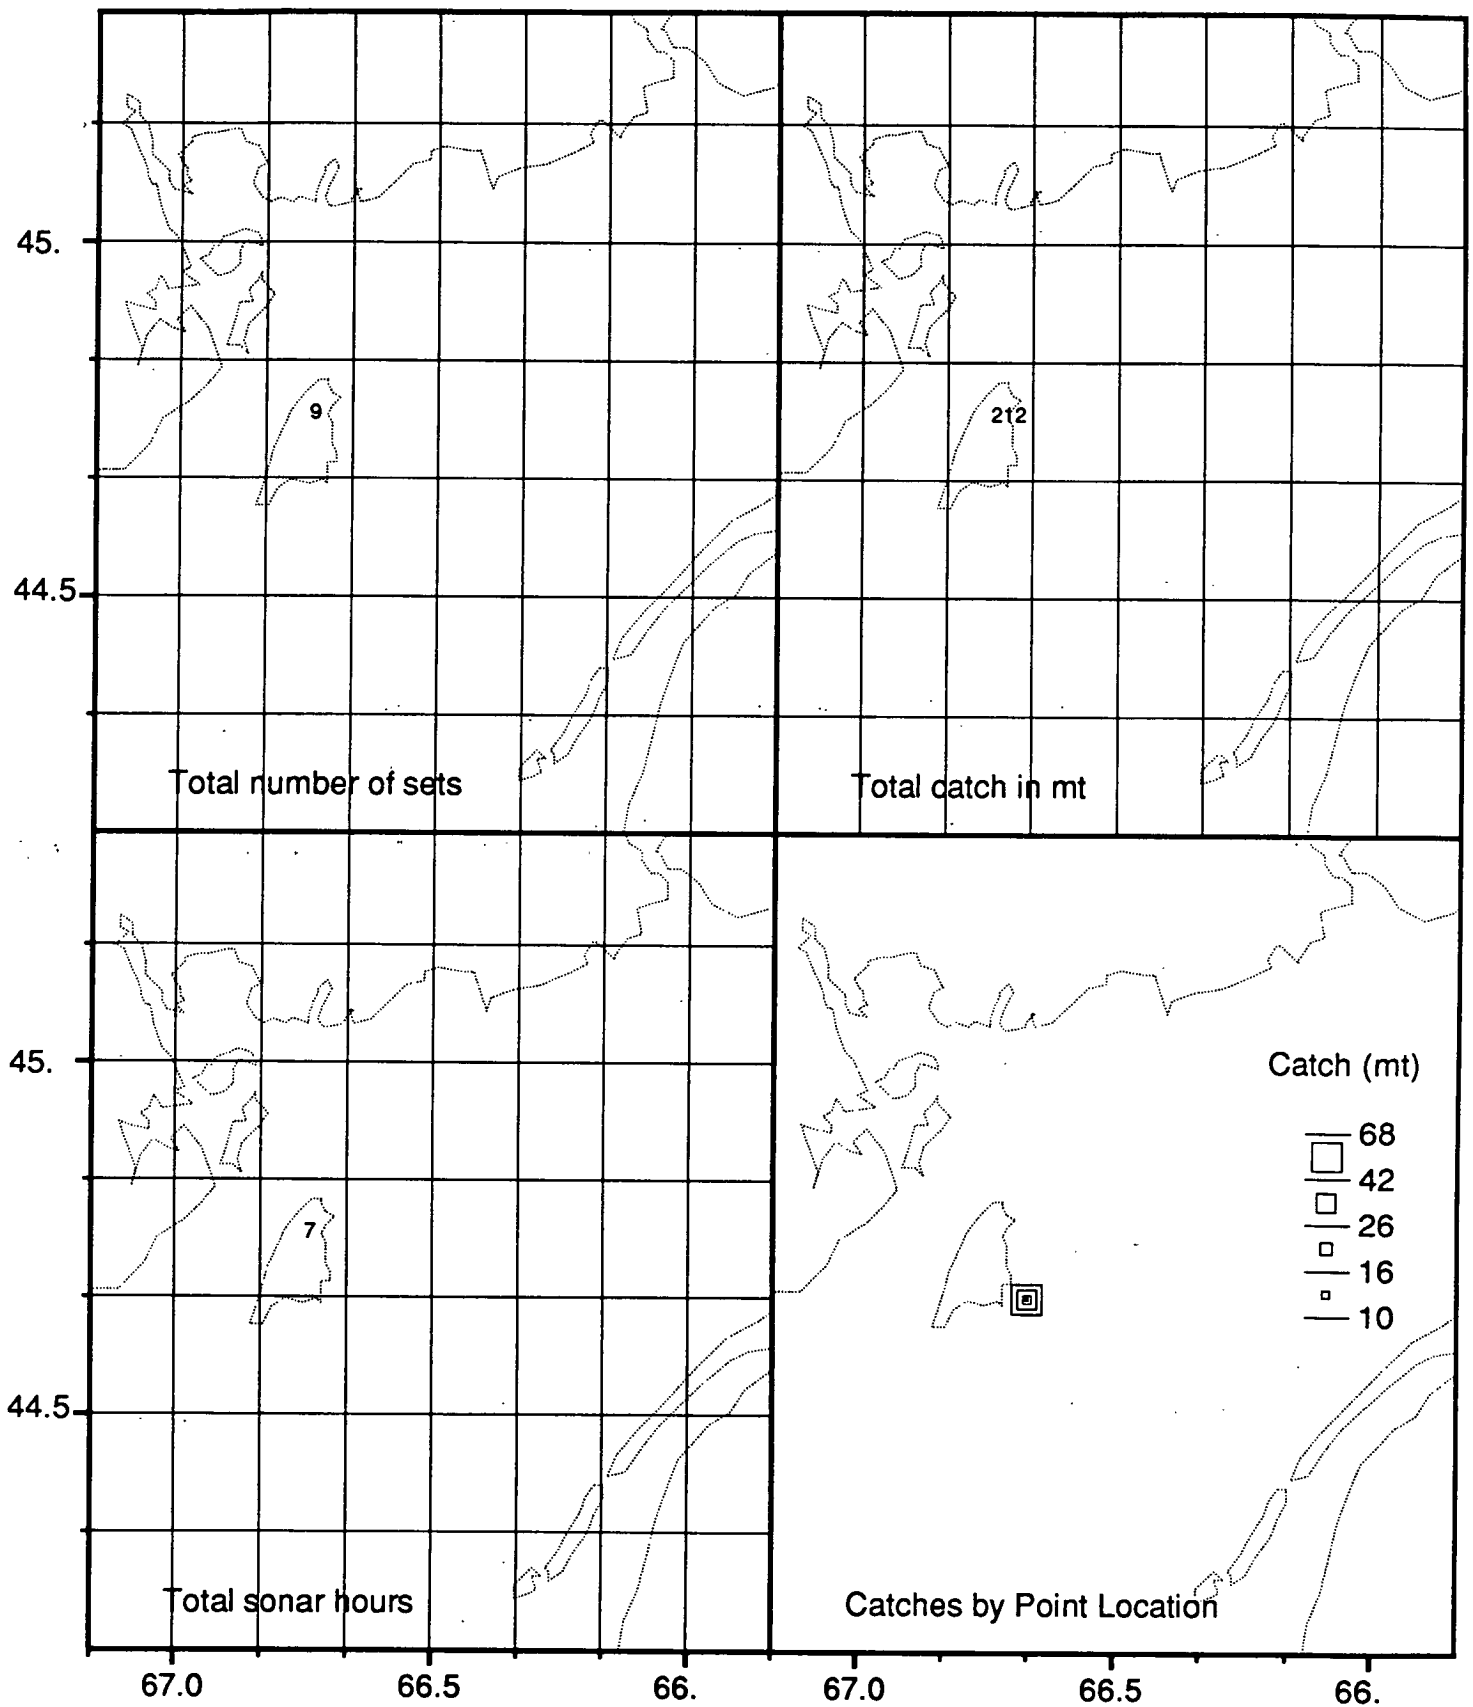 45.
9
212
44.5
Total number of sets
Total catch in mt
45.
Catch (mt)
68
42
26
16
10
7
44.5
Total sonar hours
Catches by Point Location
67.0 66.5 66. 67.0 66.5 66.